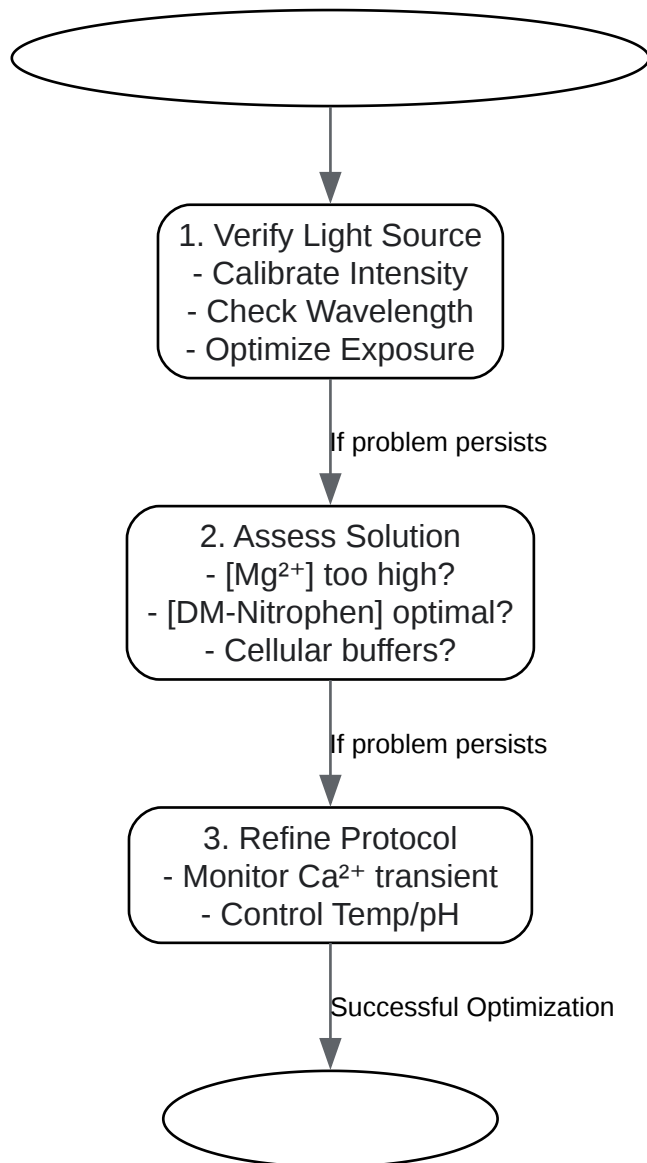 1. Verify Light Source
- Calibrate Intensity
- Check Wavelength
- Optimize Exposure
If problem persists
2. Assess Solution
- [Mg²⁺] too high?
- [DM-Nitrophen] optimal?
- Cellular buffers?
If problem persists
3. Refine Protocol
- Monitor Ca²⁺ transient
- Control Temp/pH
Successful Optimization